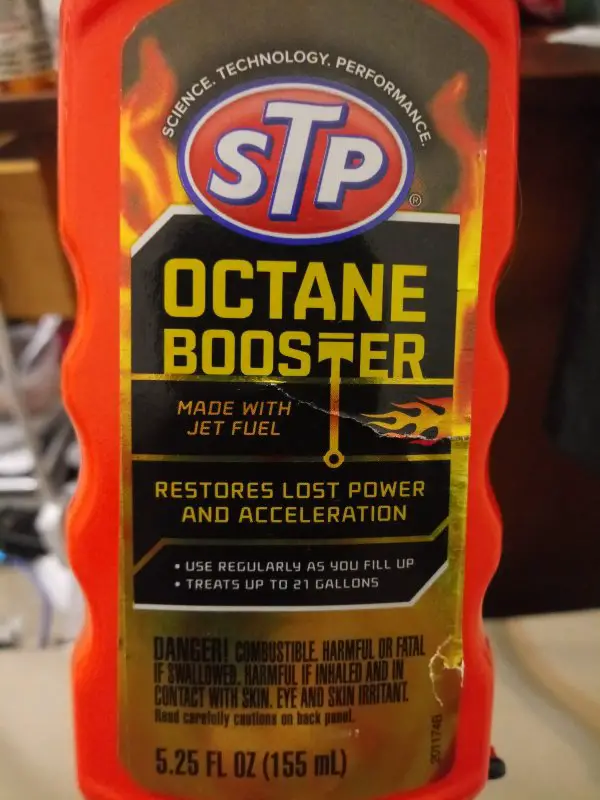 SCIENCE. TECHNOLOGY. PERFORMANCE.
STP
®
OCTANE
BOOSTER
MADE WITH
JET FUEL
RESTORES LOST POWER
AND ACCELERATION
• USE REGULARLY AS YOU FILL UP
• TREATS UP TO 21 GALLONS
DANGER! COMBUSTIBLE. HARMFUL OR FATAL
IF SWALLOWED. HARMFUL IF INHALED AND IN
CONTACT WITH SKIN. EYE AND SKIN IRRITANT.
Read carefully cautions on back panel.
5.25 FL OZ (155 mL)